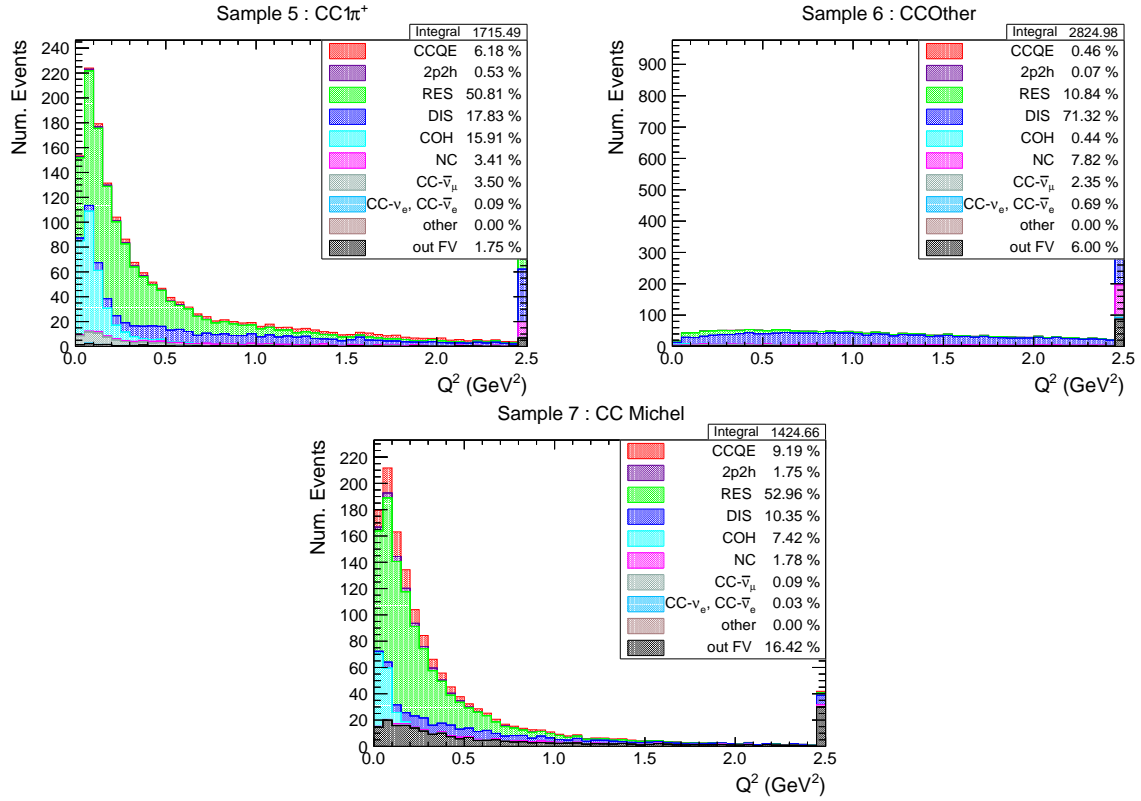 Sample 5 : CC1π⁺
Integral 1715.49
CCQE 6.18 %
2p2h 0.53 %
RES 50.81 %
DIS 17.83 %
COH 15.91 %
NC 3.41 %
CC-ν̅μ 3.50 %
CC-νe, CC-ν̅e 0.09 %
other 0.00 %
out FV 1.75 %
Num. Events
240
220
200
180
160
140
120
100
80
60
40
20
0
0.0 0.5 1.0 1.5 2.0 2.5
Q² (GeV²)
Sample 6 : CCOther
Integral 2824.98
CCQE 0.46 %
2p2h 0.07 %
RES 10.84 %
DIS 71.32 %
COH 0.44 %
NC 7.82 %
CC-ν̅μ 2.35 %
CC-νe, CC-ν̅e 0.69 %
other 0.00 %
out FV 6.00 %
Num. Events
900
800
700
600
500
400
300
200
100
0
0.0 0.5 1.0 1.5 2.0 2.5
Q² (GeV²)
Sample 7 : CC Michel
Integral 1424.66
CCQE 9.19 %
2p2h 1.75 %
RES 52.96 %
DIS 10.35 %
COH 7.42 %
NC 1.78 %
CC-ν̅μ 0.09 %
CC-νe, CC-ν̅e 0.03 %
other 0.00 %
out FV 16.42 %
Num. Events
220
200
180
160
140
120
100
80
60
40
20
0
0.0 0.5 1.0 1.5 2.0 2.5
Q² (GeV²)